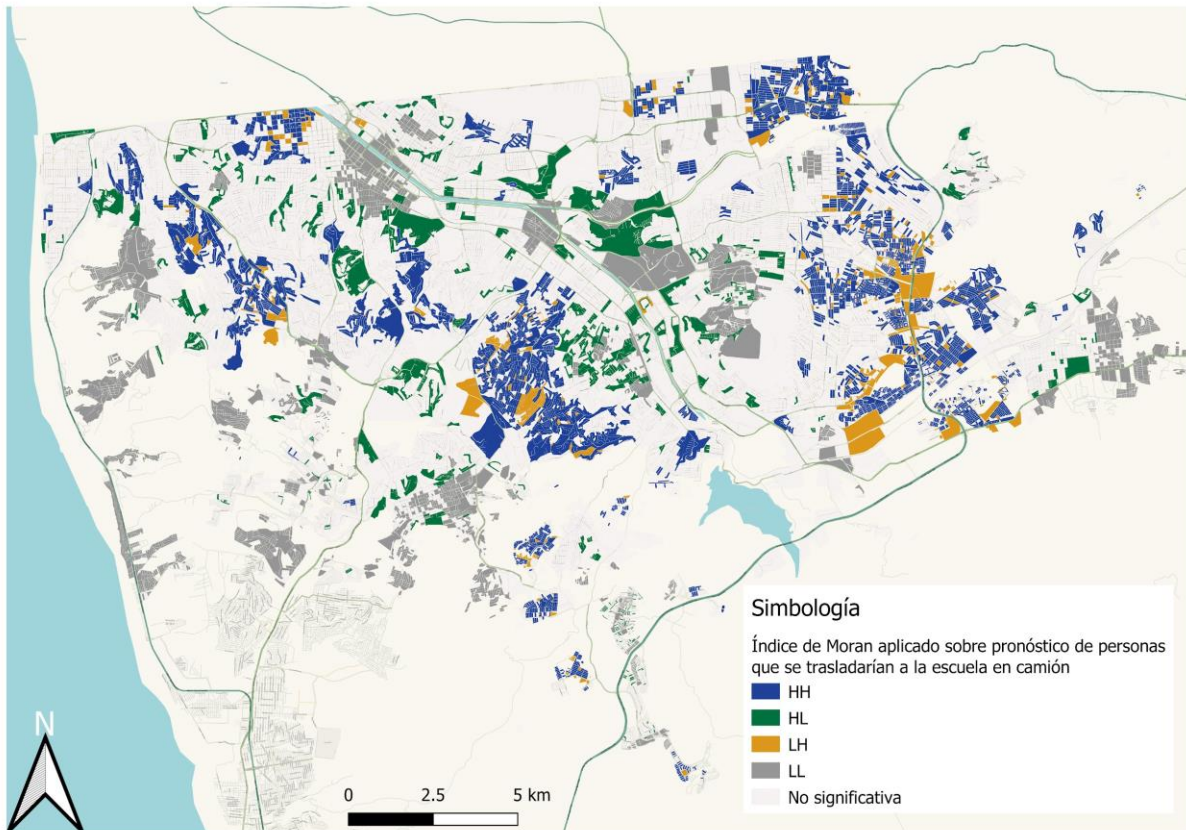 Simbología
Índice de Moran aplicado sobre pronóstico de personas
que se trasladarían a la escuela en camión
HH
HL
LH
LL
No significativa
N
0 2.5 5 km